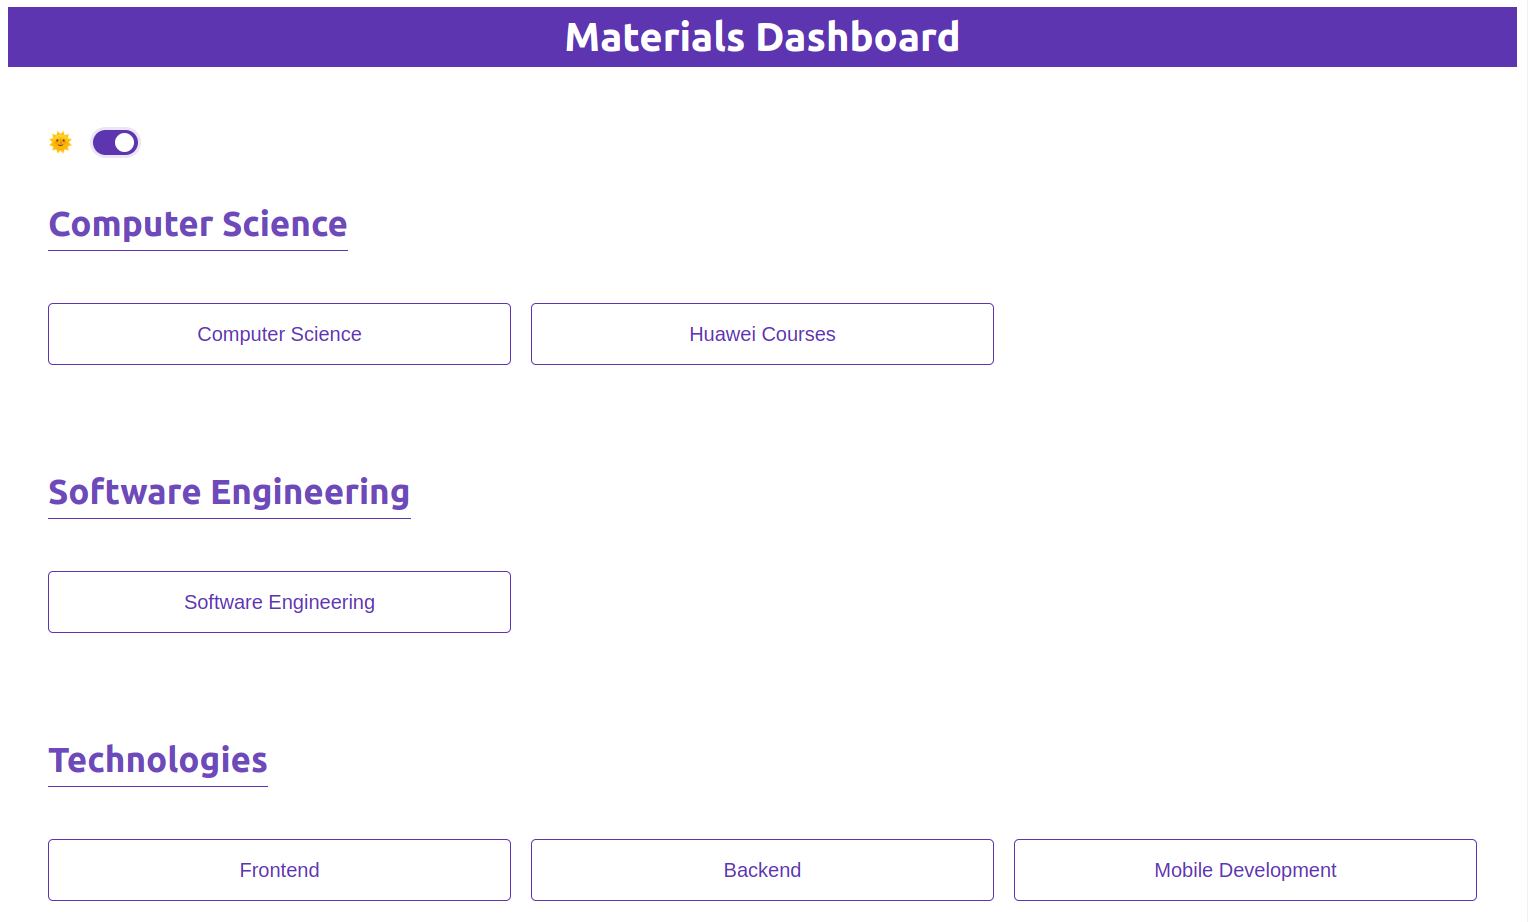 Materials Dashboard
Computer Science
Computer Science
Huawei Courses
Software Engineering
Software Engineering
Technologies
Frontend
Backend
Mobile Development